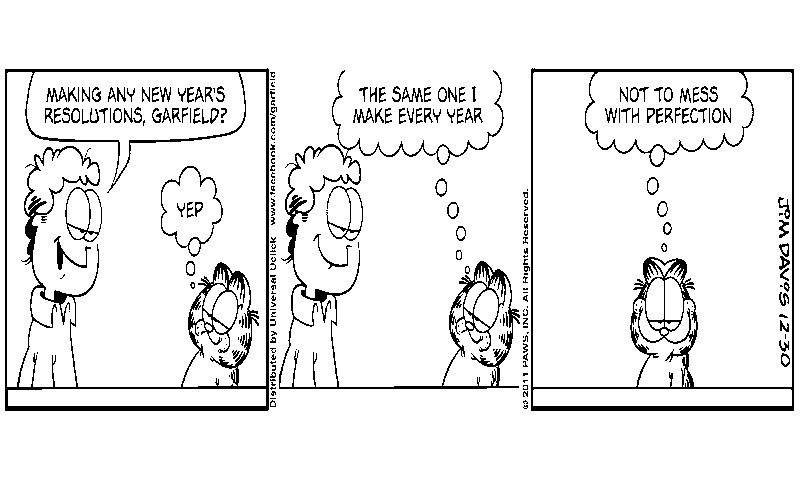 MAKING ANY NEW YEAR'S
RESOLUTIONS, GARFIELD?
YEP
Distributed by Universal Uclick www.facebook.com/garfield
THE SAME ONE I
MAKE EVERY YEAR
© 2011 PAWS, INC. All Rights Reserved.
NOT TO MESS
WITH PERFECTION
JIM DAVIS 12-30